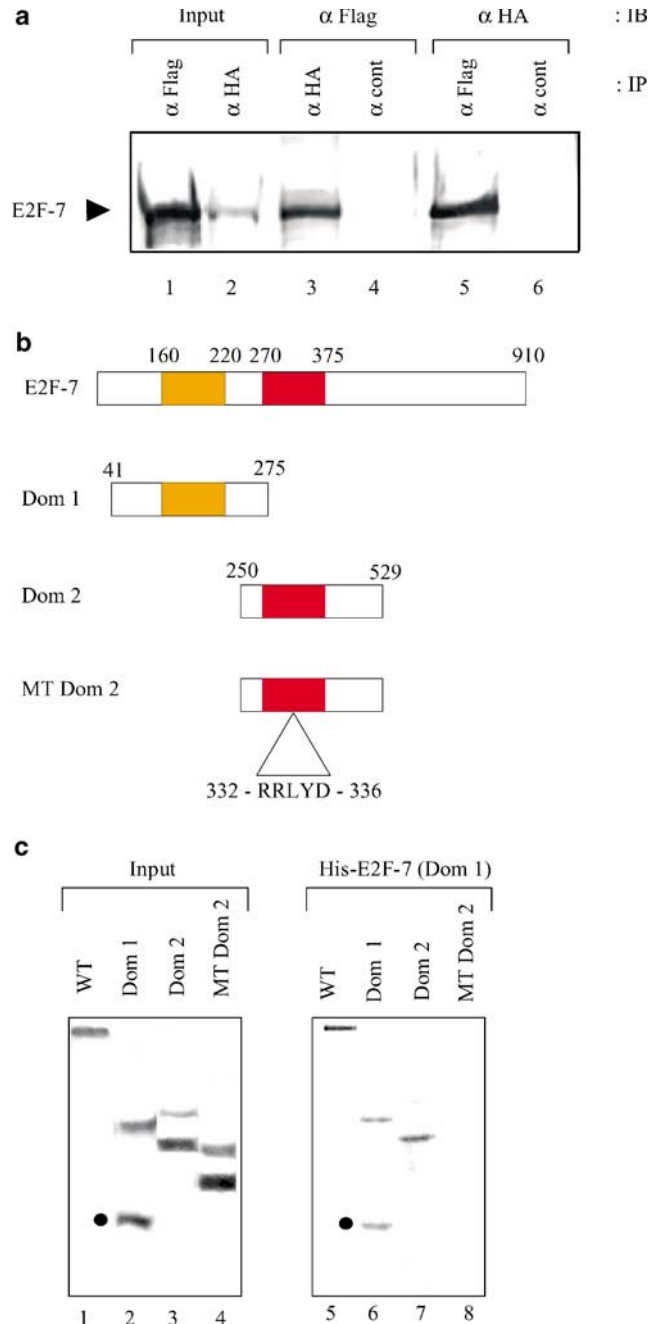 a
Input α Flag α HA : IB
α Flag α HA α HA α cont α Flag α cont : IP
E2F-7
1 2 3 4 5 6
b
160 220 270 375 910
E2F-7
41 275
Dom 1
250 529
Dom 2
MT Dom 2
332 - RRLYD - 336
c
Input His-E2F-7 (Dom 1)
WT Dom 1 Dom 2 MT Dom 2 WT Dom 1 Dom 2 MT Dom 2
1 2 3 4 5 6 7 8